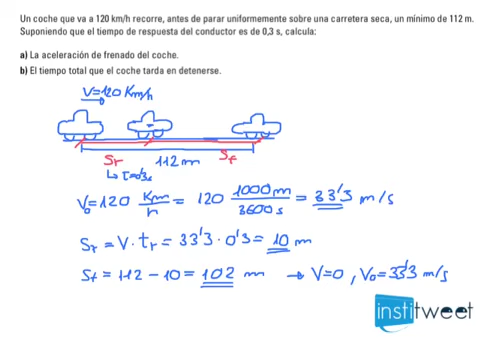 Un coche que va a 120 km/h recorre, antes de parar uniformemente sobre una carretera seca, un mínimo de 112 m.
Suponiendo que el tiempo de respuesta del conductor es de 0,3 s, calcula:
a) La aceleración de frenado del coche.
b) El tiempo total que el coche tarda en detenerse.
V=120 Km/h
Sr 112 m Sf
↳ t=0'3s
V₀=120 Km/h = 120 1000 m/3600 s = 33'3 m/s
Sr = V·tr = 33'3·0'3 = 10 m
Sf = 112 - 10 = 102 m → V=0, V₀=33'3 m/s
institweet